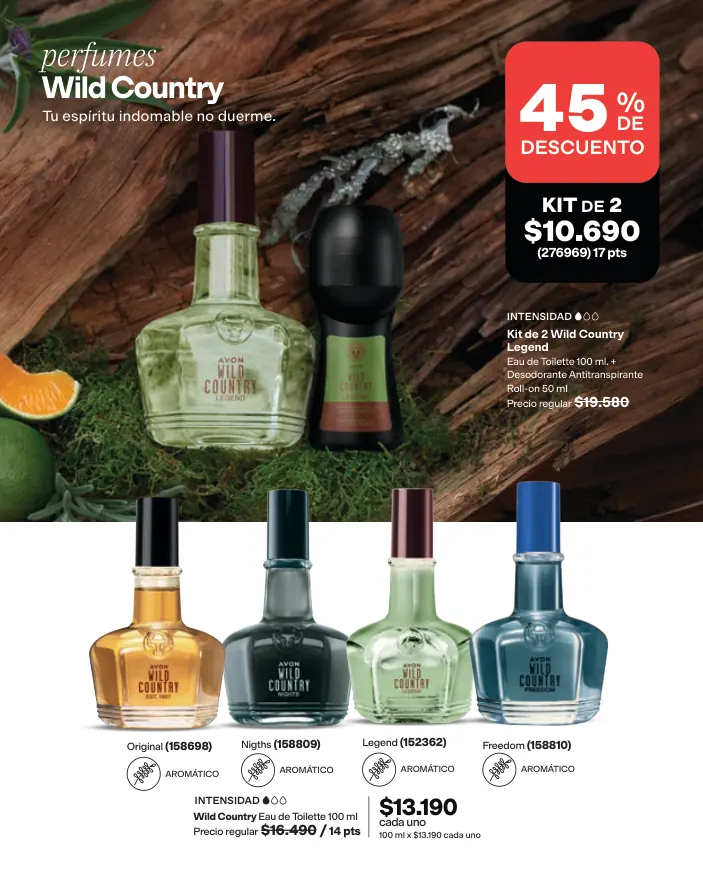 perfumes
Wild Country
Tu espíritu indomable no duerme.
45 % DE
DESCUENTO
KIT DE 2
$10.690
(276969) 17 pts
INTENSIDAD
Kit de 2 Wild Country
Legend
Eau de Toilette 100 ml. +
Desodorante Antitranspirante
Roll-on 50 ml
Precio regular $19.580
AVON
WILD
COUNTRY
LEGEND
WILD
COUNTRY
AVON
WILD
COUNTRY
EST. 1967
AVON
WILD
COUNTRY
NIGHTS
AVON
WILD
COUNTRY
LEGEND
AVON
WILD
COUNTRY
FREEDOM
Original (158698)
AROMÁTICO
Nigths (158809)
AROMÁTICO
Legend (152362)
AROMÁTICO
Freedom (158810)
AROMÁTICO
INTENSIDAD
Wild Country Eau de Toilette 100 ml
Precio regular $16.490 / 14 pts
$13.190
cada uno
100 ml x $13.190 cada uno